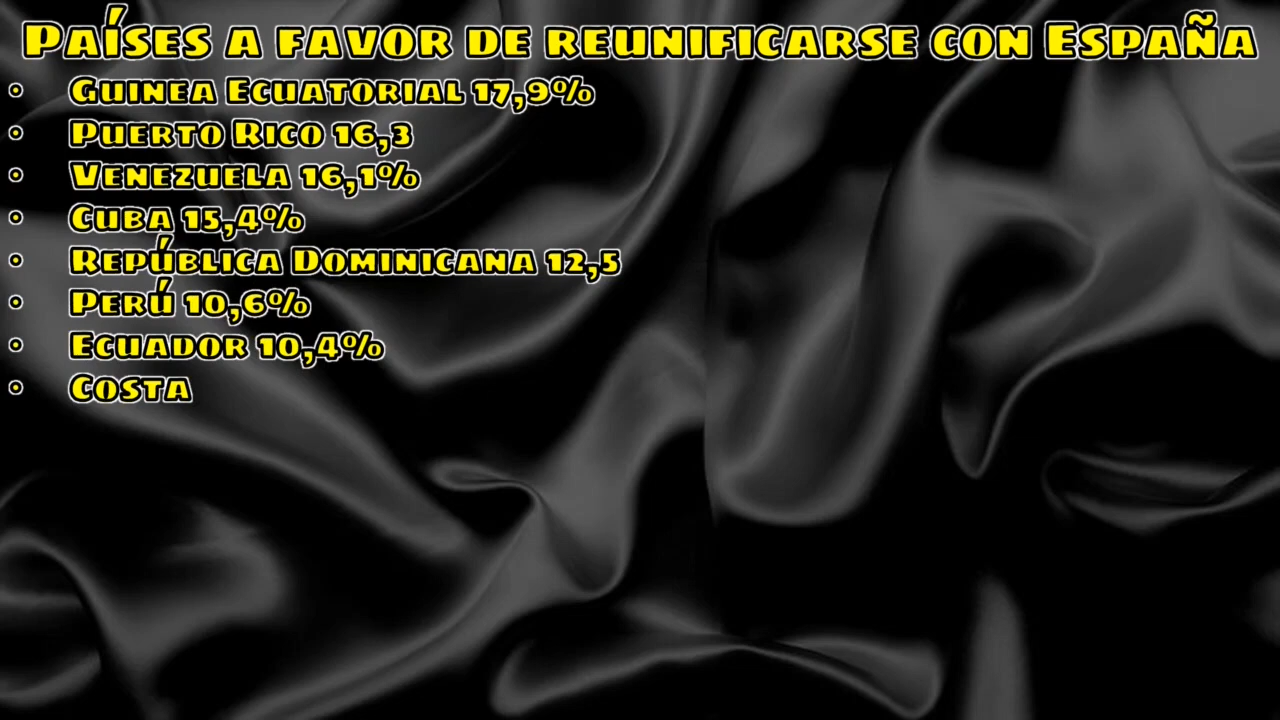 Países a favor de reunificarse con España
• Guinea Ecuatorial 17,9%
• Puerto Rico 16,3
• Venezuela 16,1%
• Cuba 15,4%
• República Dominicana 12,5
• Perú 10,6%
• Ecuador 10,4%
• Costa